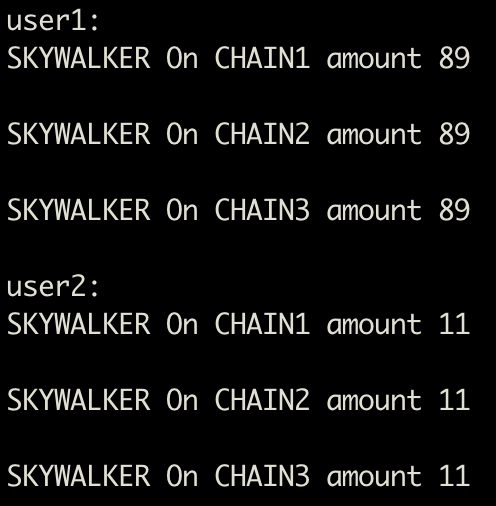 user1:
SKYWALKER On CHAIN1 amount 89
SKYWALKER On CHAIN2 amount 89
SKYWALKER On CHAIN3 amount 89
user2:
SKYWALKER On CHAIN1 amount 11
SKYWALKER On CHAIN2 amount 11
SKYWALKER On CHAIN3 amount 11